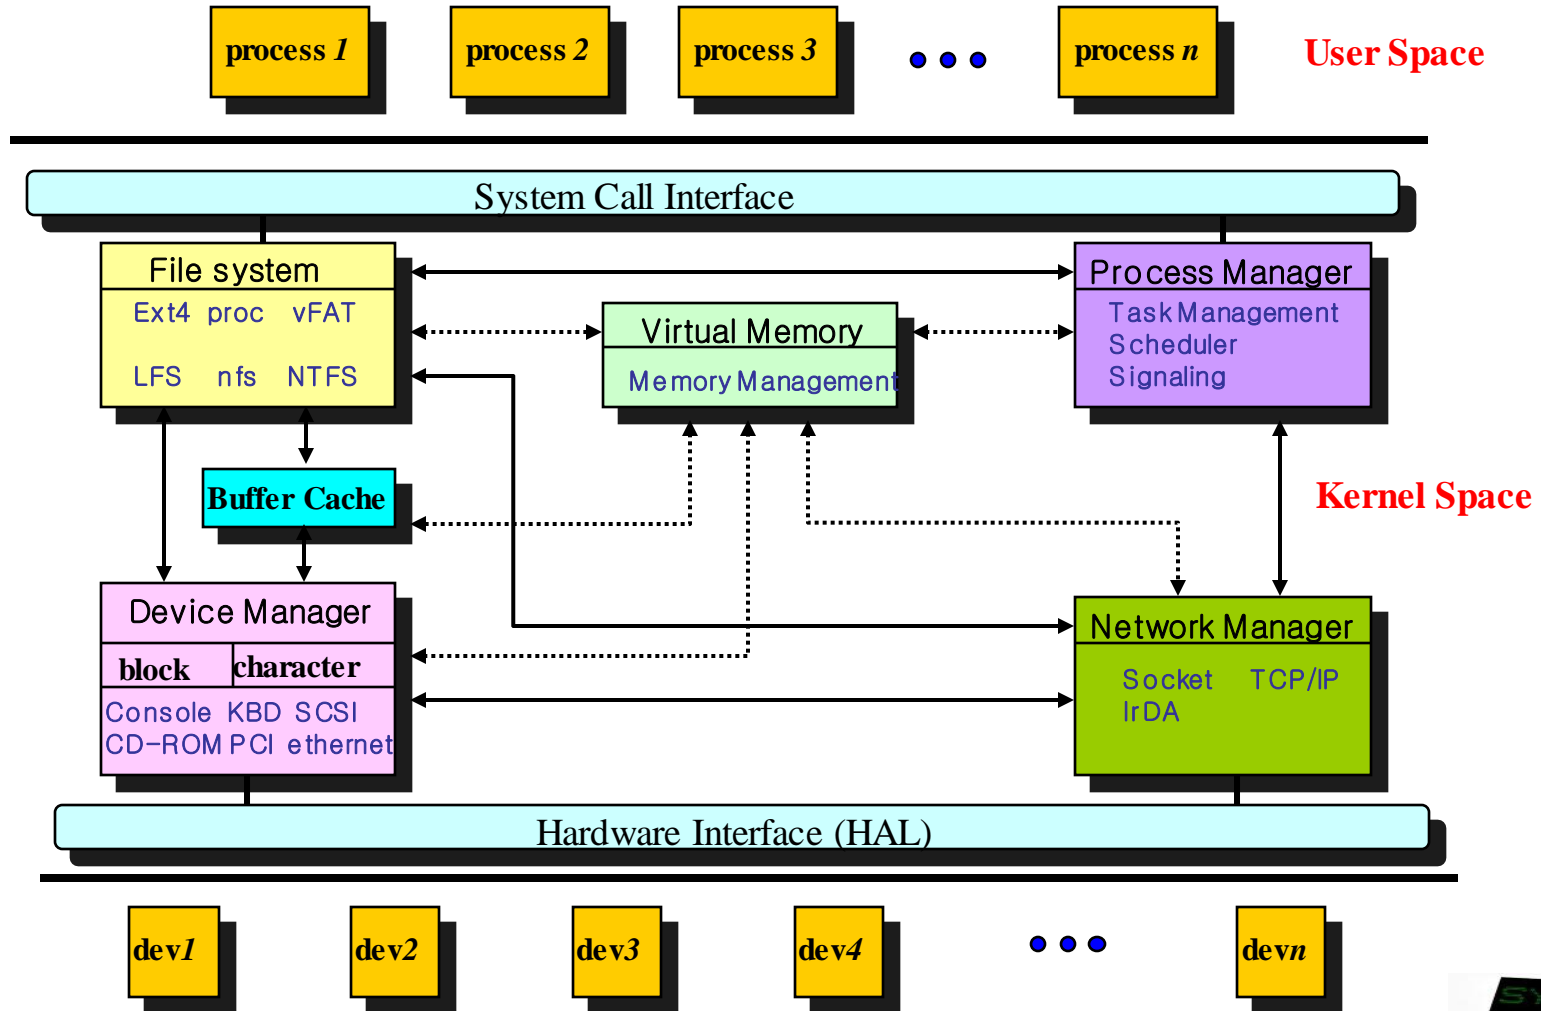 process 1
process 2
process 3
process n
User Space
System Call Interface
File system
Ext4 proc vFAT
LFS nfs NTFS
Virtual Memory
Memory Management
Process Manager
Task Management
Scheduler
Signaling
Buffer Cache
Kernel Space
Device Manager
block
character
Console KBD SCSI
CD-ROM PCI ethernet
Network Manager
Socket TCP/IP
IrDA
Hardware Interface (HAL)
dev1
dev2
dev3
dev4
devn